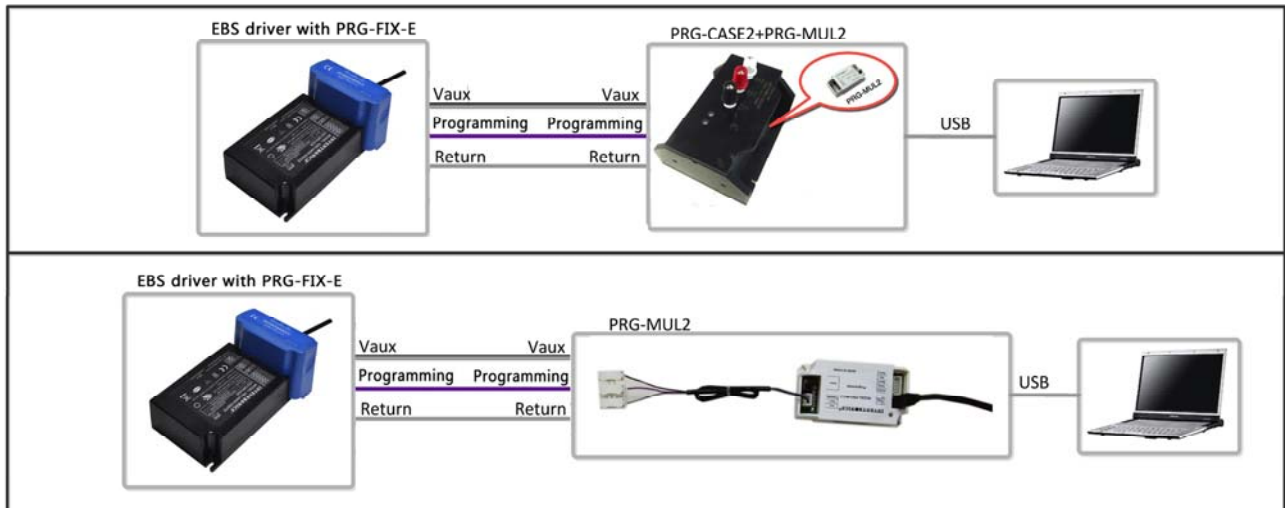 EBS driver with PRG-FIX-E
PRG-CASE2+PRG-MUL2
Vaux Vaux
Programming Programming
Return Return
PRG-MUL2
USB
EBS driver with PRG-FIX-E
PRG-MUL2
Vaux Vaux
Programming Programming
Return Return
USB